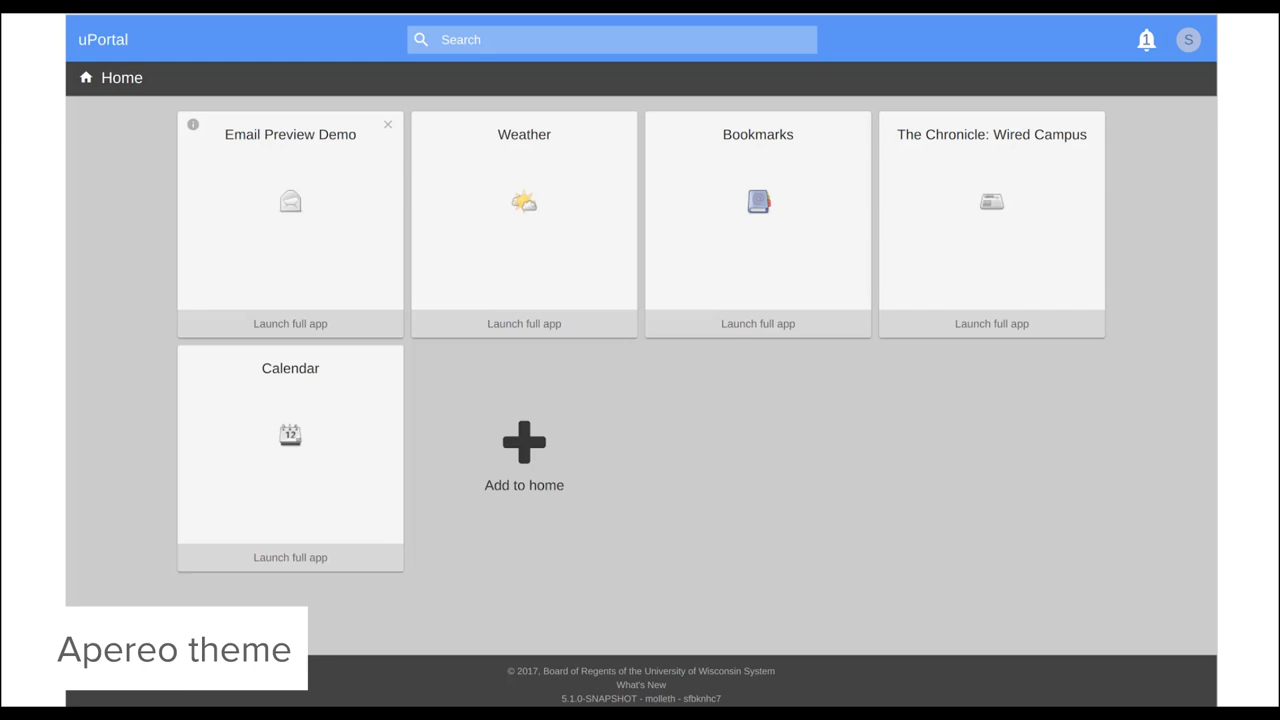 uPortal
Search
1
S
Home
Email Preview Demo
Weather
Bookmarks
The Chronicle: Wired Campus
Launch full app
Launch full app
Launch full app
Launch full app
Calendar
12
Add to home
Launch full app
Apereo theme
© 2017, Board of Regents of the University of Wisconsin System
What's New
5.1.0-SNAPSHOT - molleth - sfbknhc7